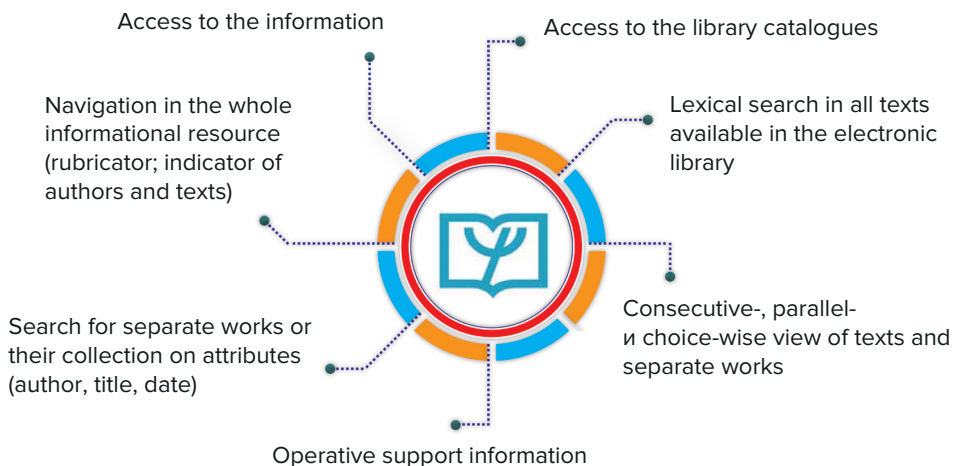 Access to the information
Access to the library catalogues
Navigation in the whole
informational resource
(rubricator; indicator of
authors and texts)
Lexical search in all texts
available in the electronic
library
Search for separate works or
their collection on attributes
(author, title, date)
Consecutive-, parallel-
и choice-wise view of texts and
separate works
Operative support information